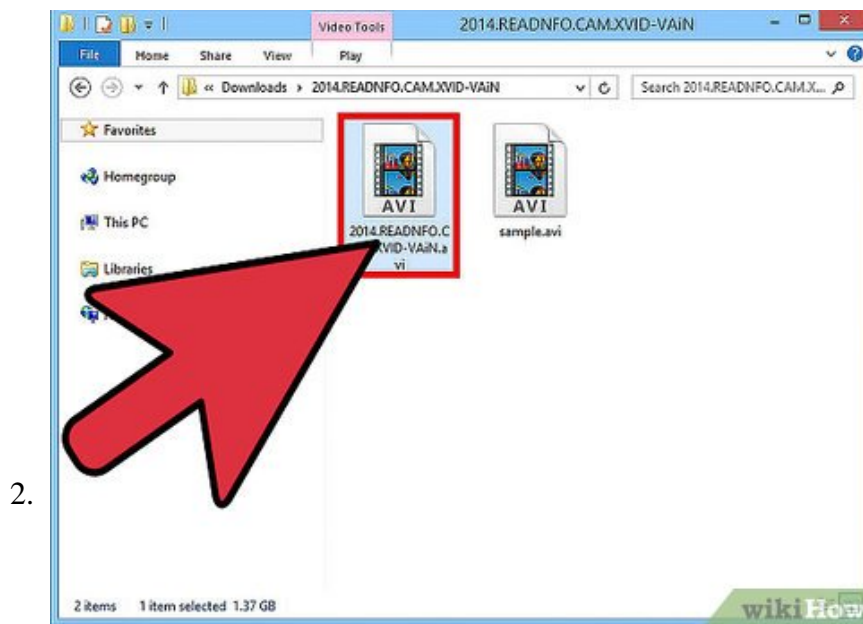 Video Tools 2014.READNFO.CAM.XVID-VAiN
File Home Share View Play
« Downloads › 2014.READNFO.CAM.XVID-VAiN Search 2014.READNFO.CAM.X...
Favorites
Homegroup
This PC
Libraries
AVI AVI
2014.READNFO.C sample.avi
XVID-VAiN.a
vi
2.
2 items 1 item selected 1.37 GB
wikiHow